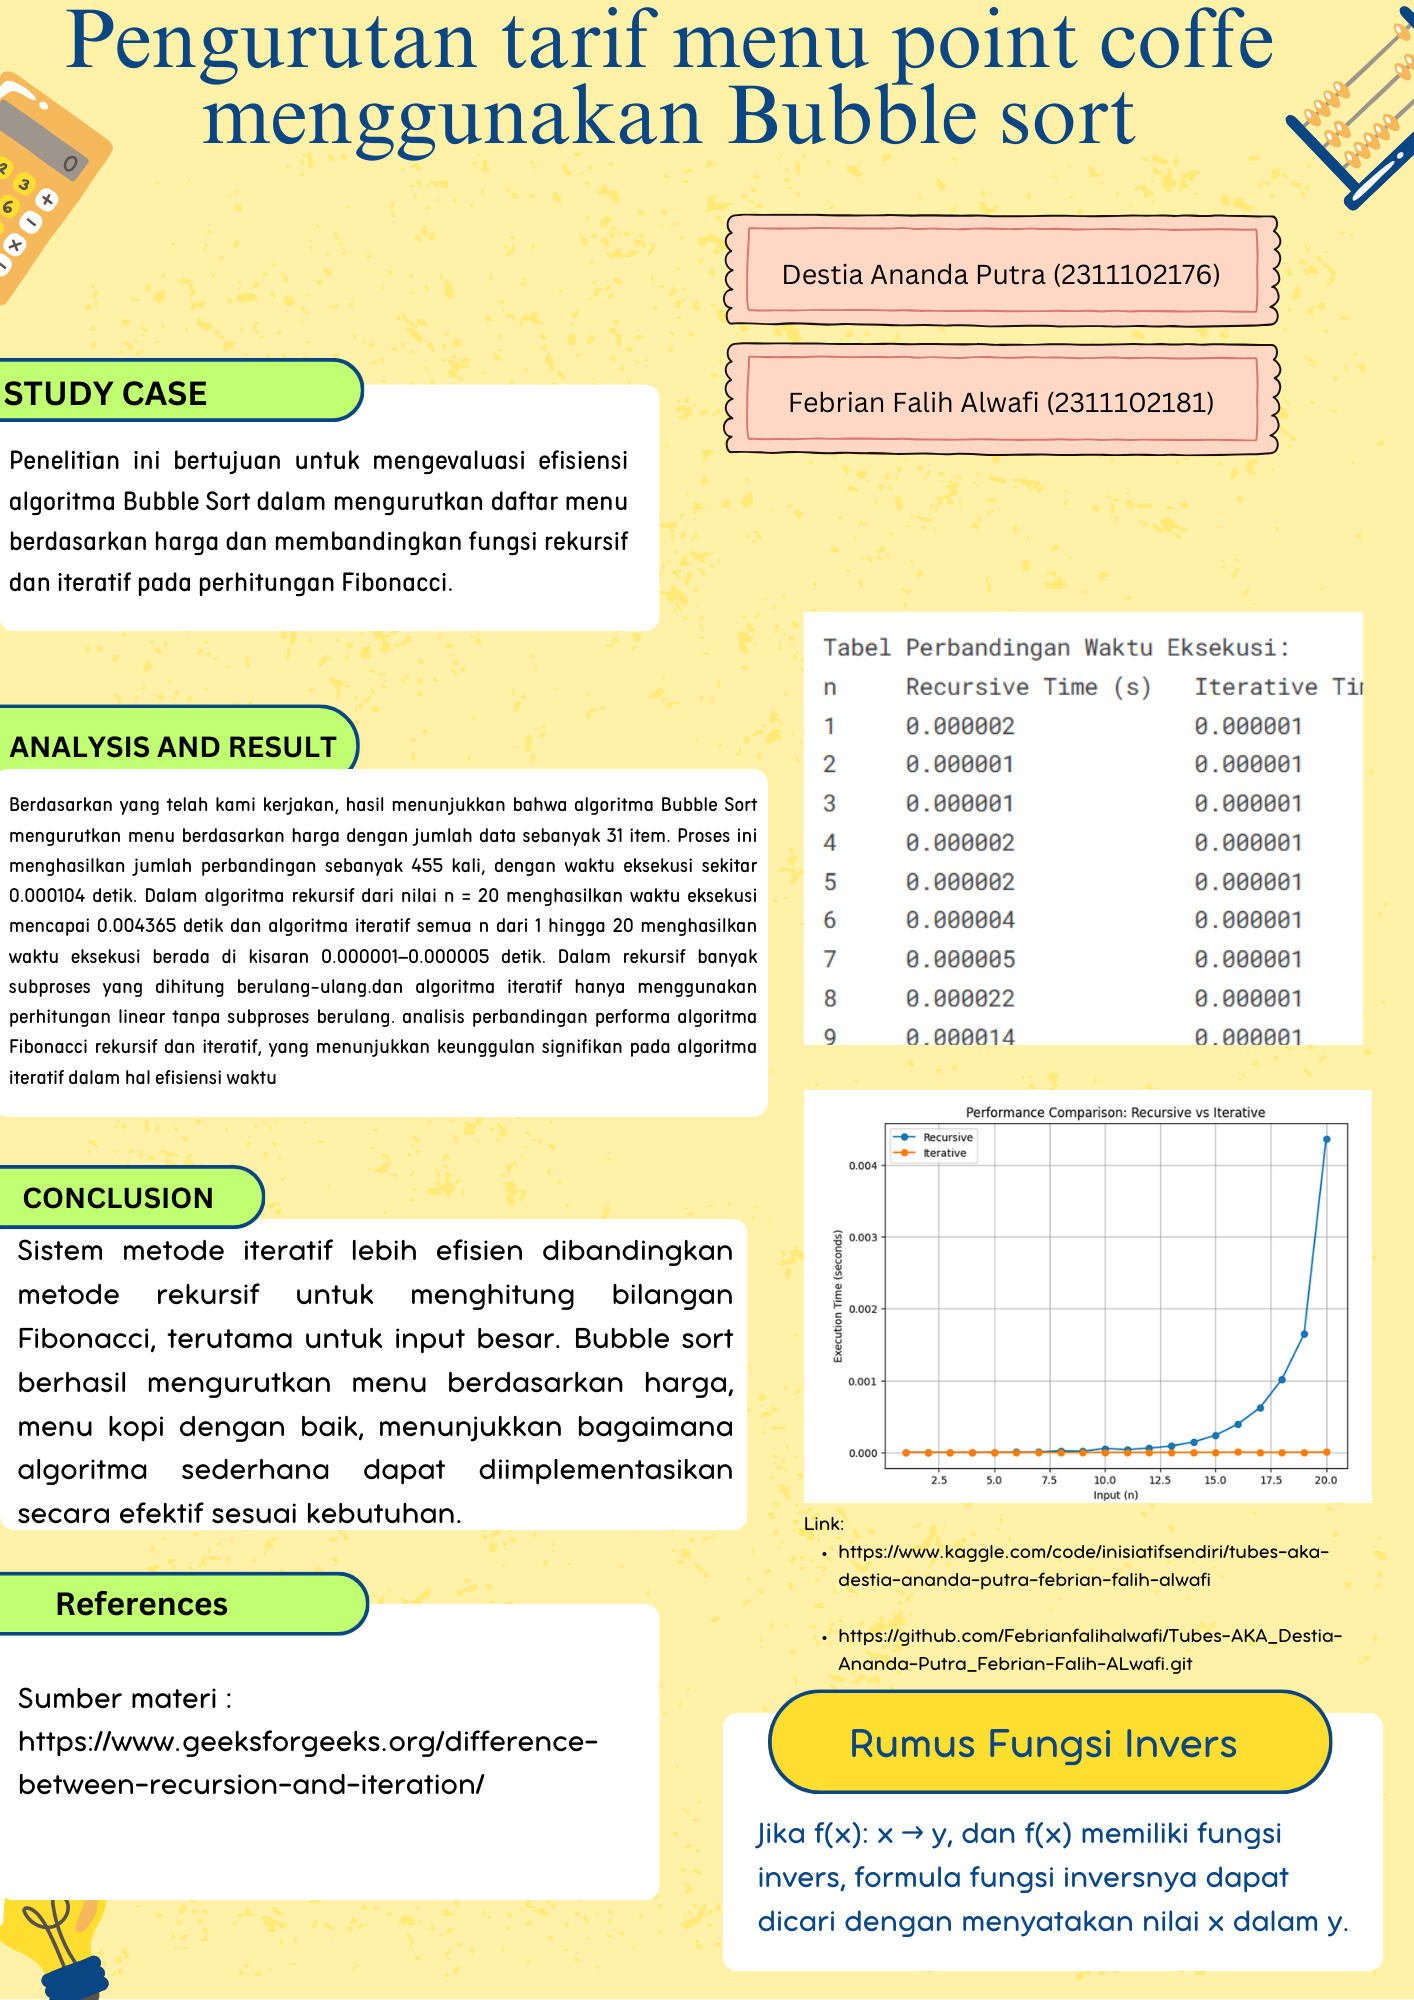 Pengurutan tarif menu point coffe
menggunakan Bubble sort
0
2
3
+
6
−
×
Destia Ananda Putra (2311102176)
Febrian Falih Alwafi (2311102181)
STUDY CASE
Penelitian ini bertujuan untuk mengevaluasi efisiensi
algoritma Bubble Sort dalam mengurutkan daftar menu
berdasarkan harga dan membandingkan fungsi rekursif
dan iteratif pada perhitungan Fibonacci.
ANALYSIS AND RESULT
Berdasarkan yang telah kami kerjakan, hasil menunjukkan bahwa algoritma Bubble Sort
mengurutkan menu berdasarkan harga dengan jumlah data sebanyak 31 item. Proses ini
menghasilkan jumlah perbandingan sebanyak 455 kali, dengan waktu eksekusi sekitar
0.000104 detik. Dalam algoritma rekursif dari nilai n = 20 menghasilkan waktu eksekusi
mencapai 0.004365 detik dan algoritma iteratif semua n dari 1 hingga 20 menghasilkan
waktu eksekusi berada di kisaran 0.000001–0.000005 detik. Dalam rekursif banyak
subproses yang dihitung berulang-ulang.dan algoritma iteratif hanya menggunakan
perhitungan linear tanpa subproses berulang. analisis perbandingan performa algoritma
Fibonacci rekursif dan iteratif, yang menunjukkan keunggulan signifikan pada algoritma
iteratif dalam hal efisiensi waktu
CONCLUSION
Sistem metode iteratif lebih efisien dibandingkan
metode rekursif untuk menghitung bilangan
Fibonacci, terutama untuk input besar. Bubble sort
berhasil mengurutkan menu berdasarkan harga,
menu kopi dengan baik, menunjukkan bagaimana
algoritma sederhana dapat diimplementasikan
secara efektif sesuai kebutuhan.
References
Sumber materi :
https://www.geeksforgeeks.org/difference-
between-recursion-and-iteration/
Tabel Perbandingan Waktu Eksekusi:
n Recursive Time (s) Iterative Tim
1 0.000002 0.000001
2 0.000001 0.000001
3 0.000001 0.000001
4 0.000002 0.000001
5 0.000002 0.000001
6 0.000004 0.000001
7 0.000005 0.000001
8 0.000022 0.000001
9 0.000014 0.000001
Performance Comparison: Recursive vs Iterative
Recursive
Iterative
Execution Time (seconds)
0.004
0.003
0.002
0.001
0.000
2.5 5.0 7.5 10.0 12.5 15.0 17.5 20.0
Input (n)
Link:
• https://www.kaggle.com/code/inisiatifsendiri/tubes-aka-
destia-ananda-putra-febrian-falih-alwafi
• https://github.com/Febrianfalihalwafi/Tubes-AKA_Destia-
Ananda-Putra_Febrian-Falih-ALwafi.git
Rumus Fungsi Invers
Jika f(x): x → y, dan f(x) memiliki fungsi
invers, formula fungsi inversnya dapat
dicari dengan menyatakan nilai x dalam y.